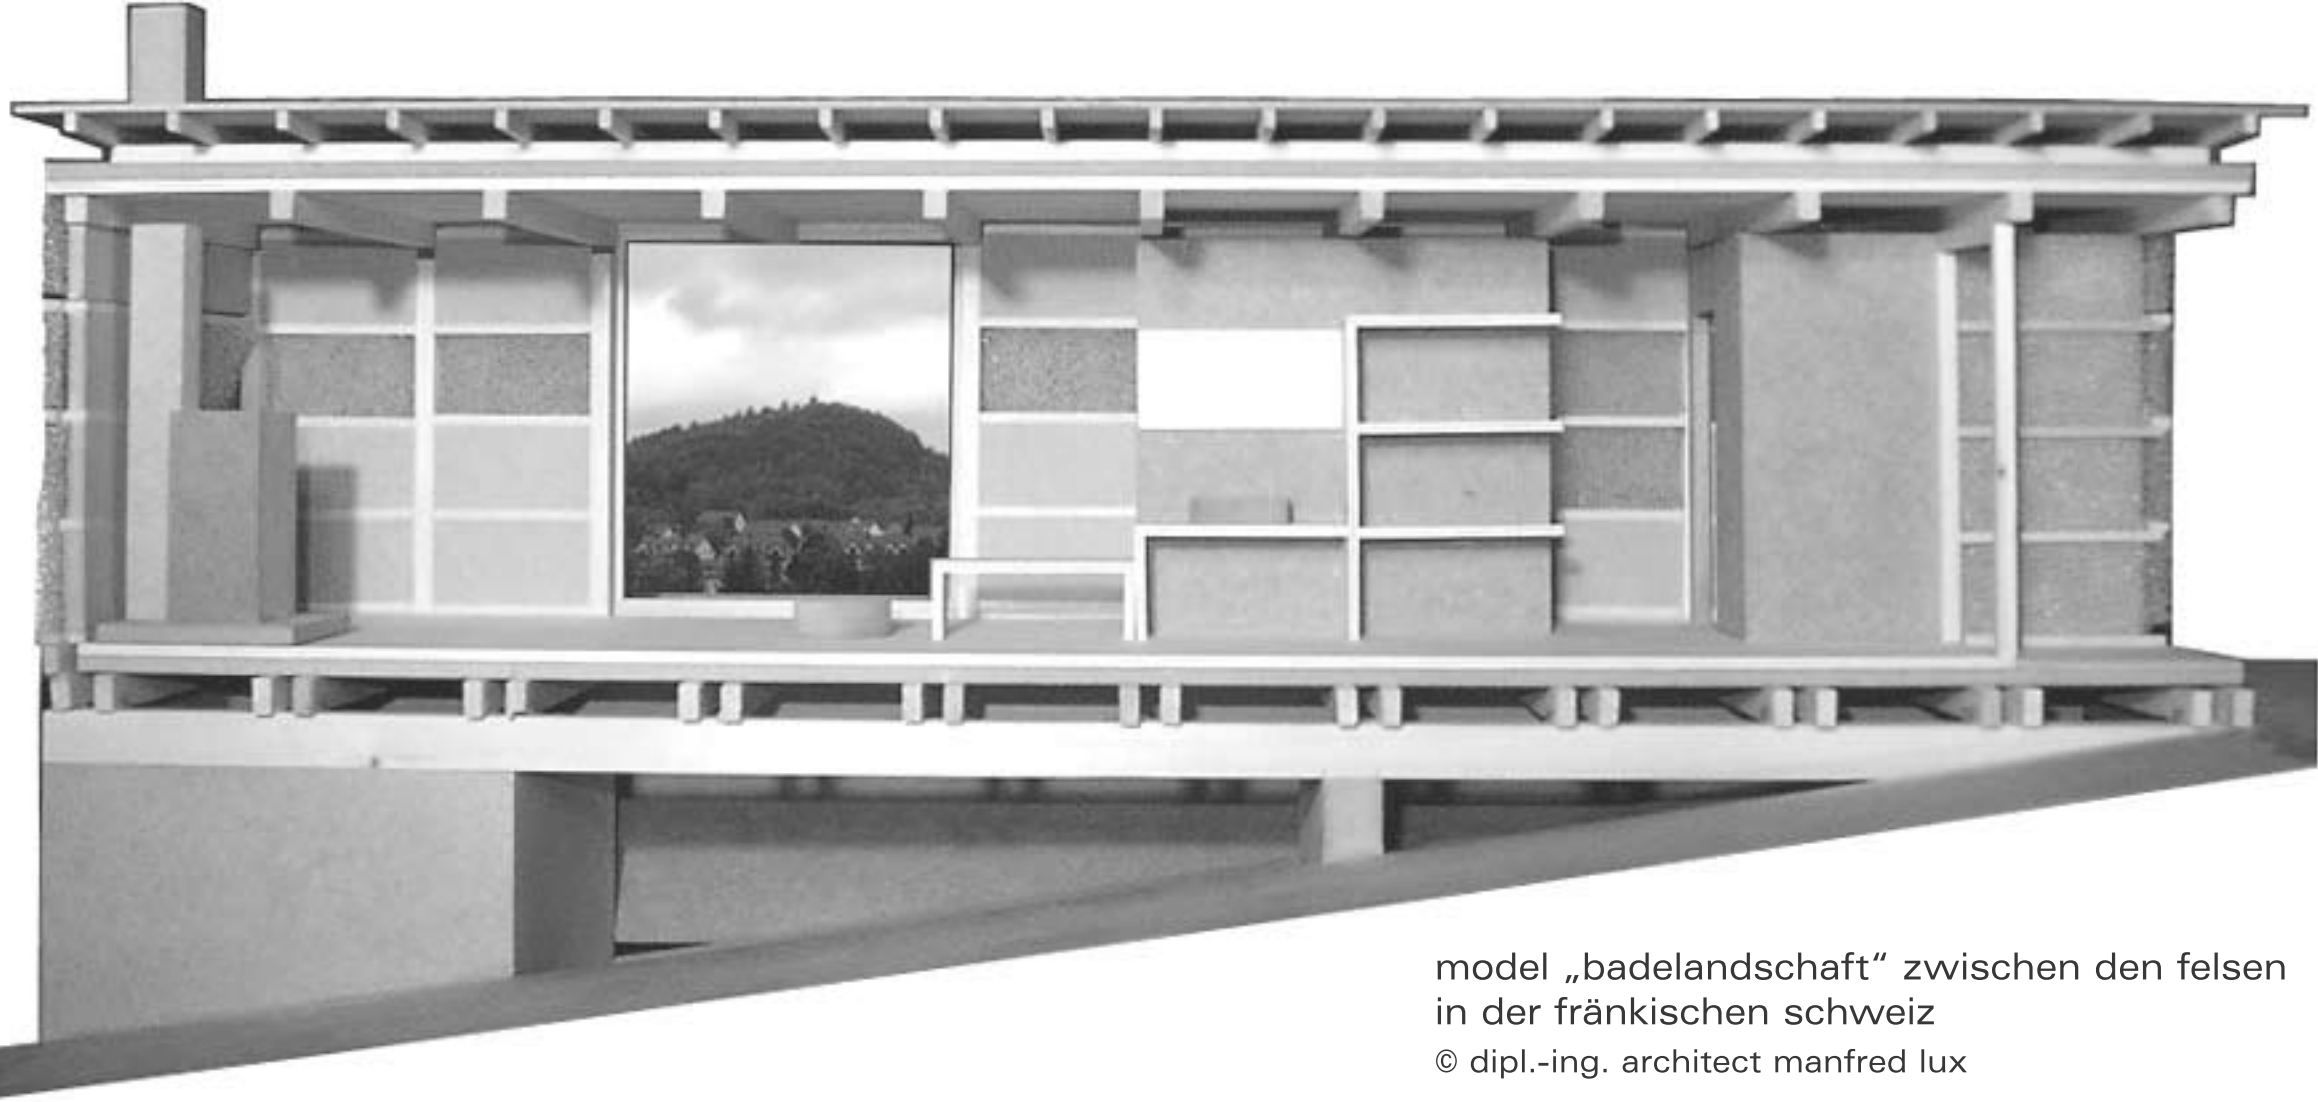 model „badelandschaft“ zwischen den felsen
in der fränkischen schweiz
© dipl.-ing. architect manfred lux